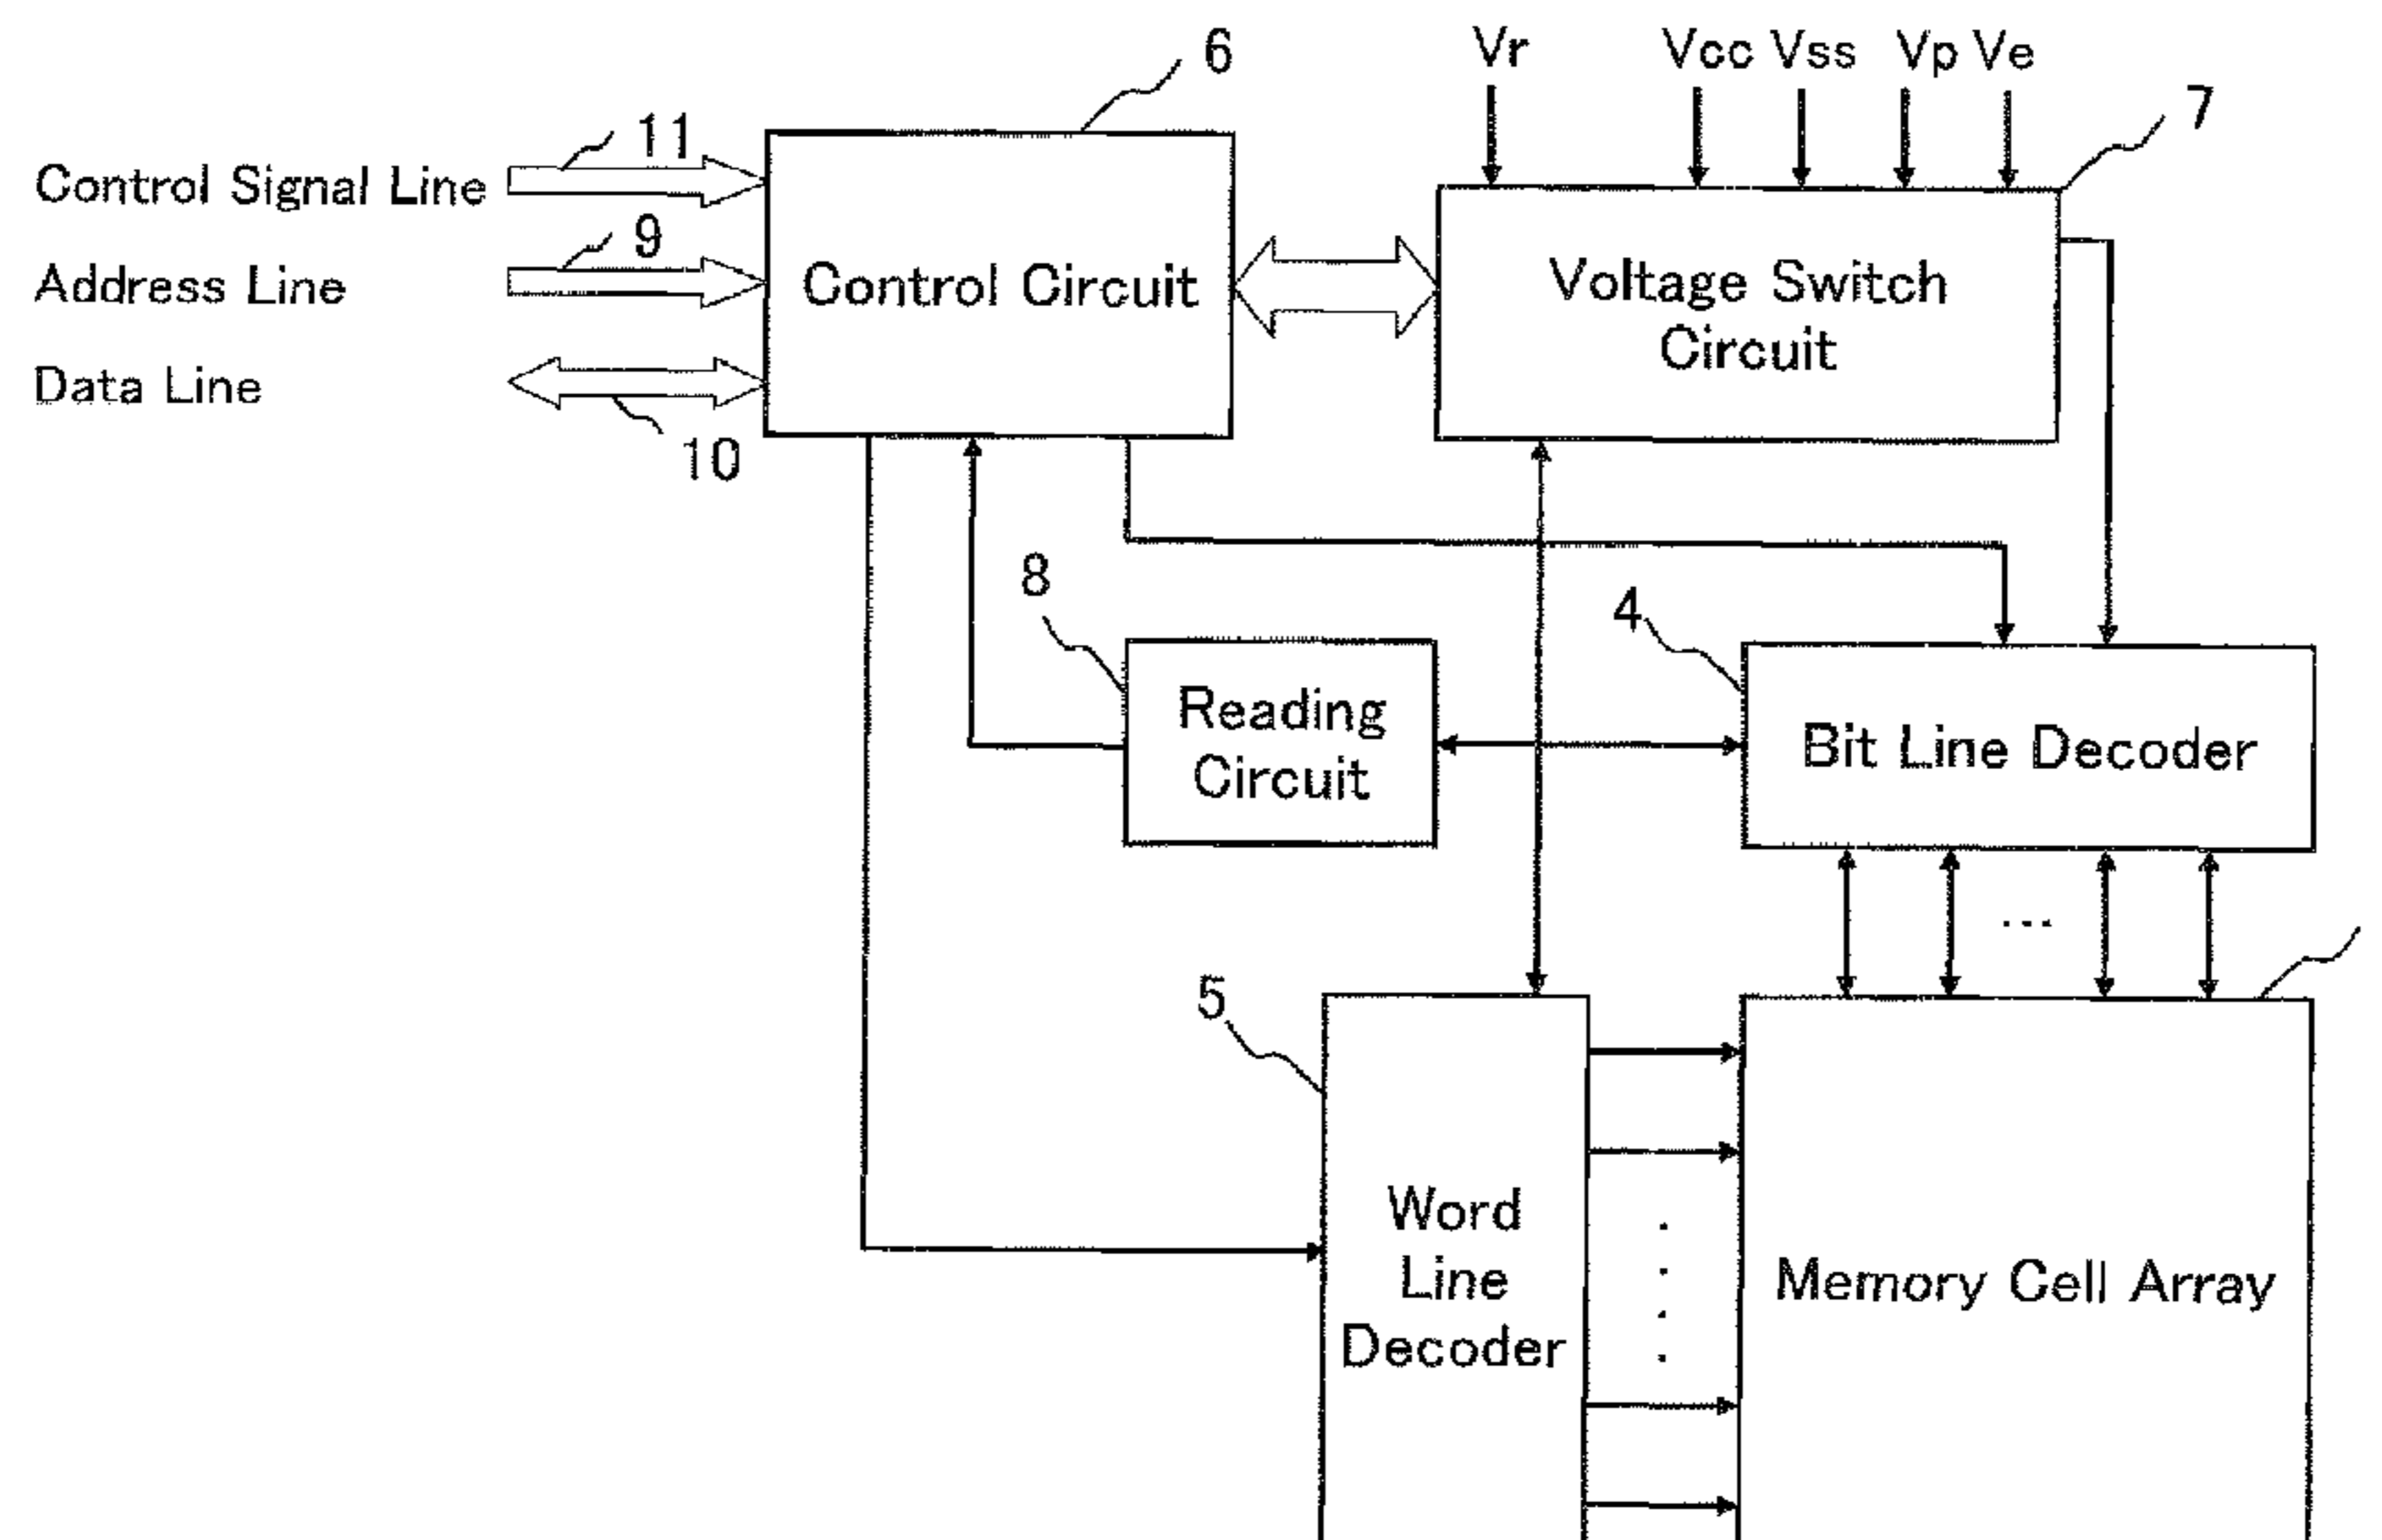 6
Vr Vcc Vss Vp Ve
7
11
Control Signal Line
9
Address Line
Control Circuit
Voltage Switch
Circuit
Data Line
10
8
4
Reading
Circuit
Bit Line Decoder
...
5
Word
Line
Decoder
Memory Cell Array